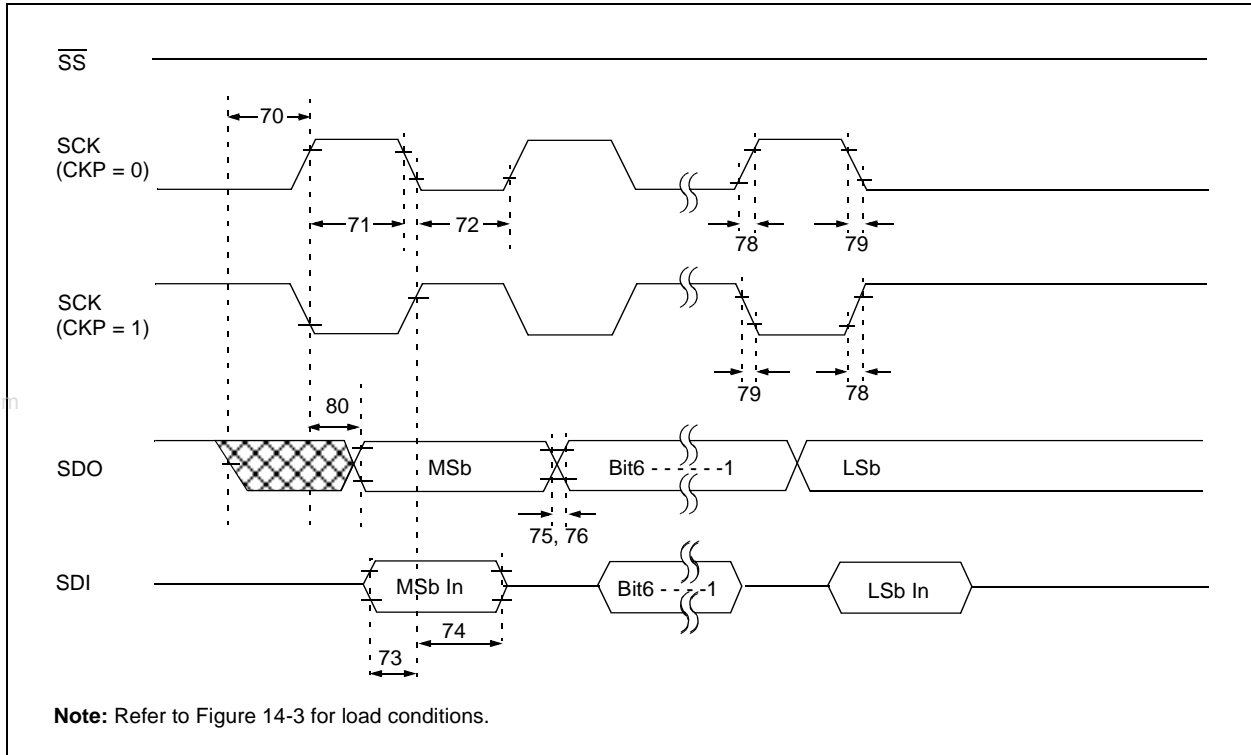 SS
70
SCK
(CKP = 0)
71
72
78
79
SCK
(CKP = 1)
79
78
80
m
SDO
MSb
Bit6 - - - - - -1
LSb
75, 76
SDI
MSb In
Bit6 - - - -1
LSb In
74
73
Note: Refer to Figure 14-3 for load conditions.